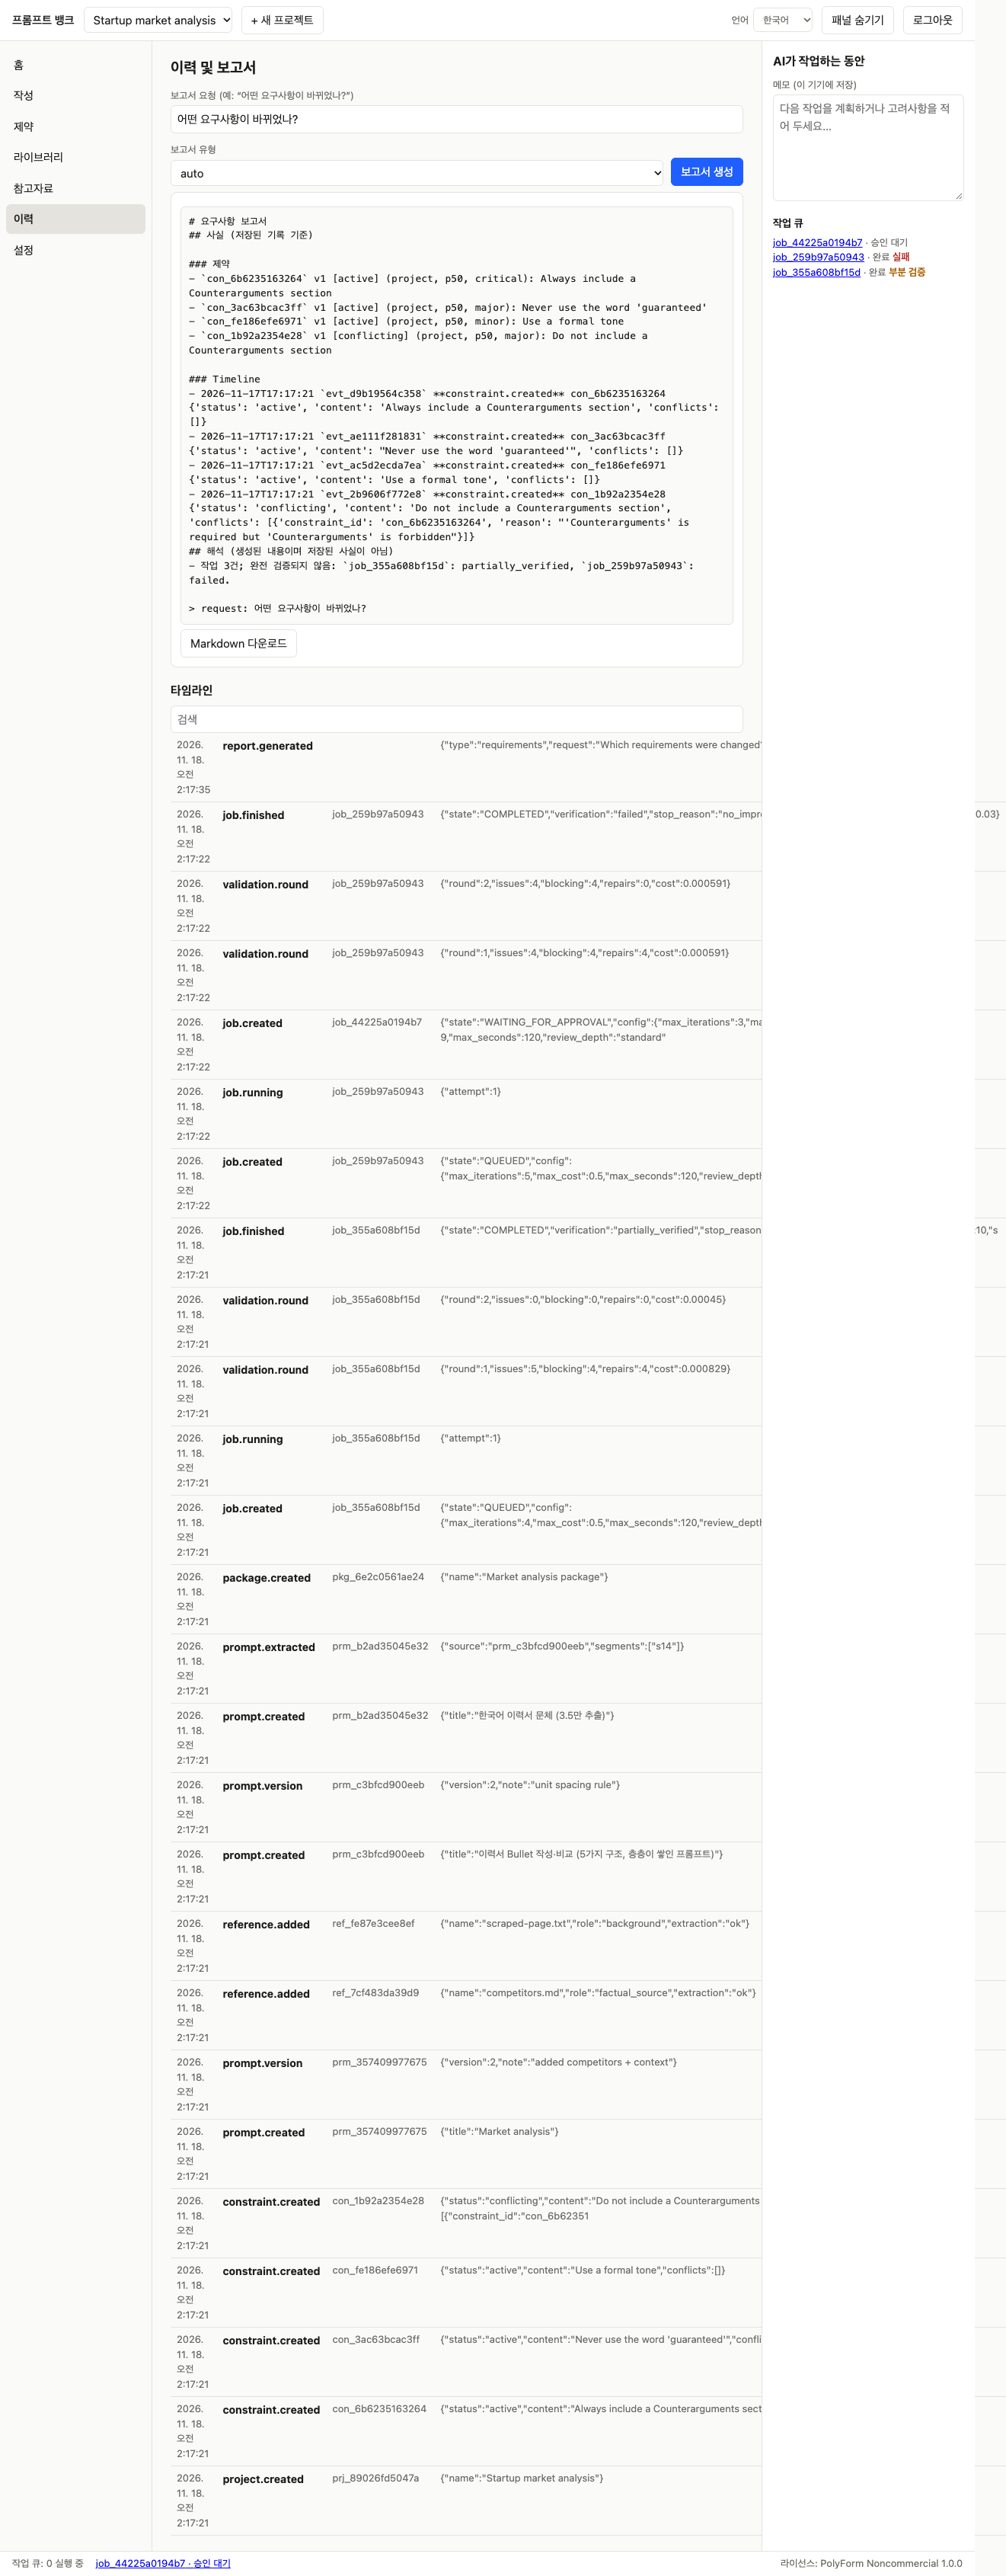 프롬프트 뱅크
Startup market analysis
+ 새 프로젝트
언어
한국어
패널 숨기기
로그아웃
홈
작성
제약
라이브러리
참고자료
이력
설정
이력 및 보고서
보고서 요청 (예: “어떤 요구사항이 바뀌었나?”)
어떤 요구사항이 바뀌었나?
보고서 유형
auto
보고서 생성
# 요구사항 보고서
## 사실 (저장된 기록 기준)
### 제약
- `con_6b6235163264` v1 [active] (project, p50, critical): Always include a
Counterarguments section
- `con_3ac63bcac3ff` v1 [active] (project, p50, major): Never use the word 'guaranteed'
- `con_fe186efe6971` v1 [active] (project, p50, minor): Use a formal tone
- `con_1b92a2354e28` v1 [conflicting] (project, p50, major): Do not include a
Counterarguments section
### Timeline
- 2026-11-17T17:17:21 `evt_d9b19564c358` **constraint.created** con_6b6235163264
{'status': 'active', 'content': 'Always include a Counterarguments section', 'conflicts':
[]}
- 2026-11-17T17:17:21 `evt_ae111f281831` **constraint.created** con_3ac63bcac3ff
{'status': 'active', 'content': "Never use the word 'guaranteed'", 'conflicts': []}
- 2026-11-17T17:17:21 `evt_ac5d2ecda7ea` **constraint.created** con_fe186efe6971
{'status': 'active', 'content': 'Use a formal tone', 'conflicts': []}
- 2026-11-17T17:17:21 `evt_2b9606f772e8` **constraint.created** con_1b92a2354e28
{'status': 'conflicting', 'content': 'Do not include a Counterarguments section',
'conflicts': [{'constraint_id': 'con_6b6235163264', 'reason': "'Counterarguments' is
required but 'Counterarguments' is forbidden"}]}
## 해석 (생성된 내용이며 저장된 사실이 아님)
- 작업 3건; 완전 검증되지 않음: `job_355a608bf15d`: partially_verified, `job_259b97a50943`:
failed.
> request: 어떤 요구사항이 바뀌었나?
Markdown 다운로드
타임라인
검색
2026. 11. 18. 오전 2:17:35 report.generated {"type":"requirements","request":"Which requirements were changed'
2026. 11. 18. 오전 2:17:22 job.finished job_259b97a50943 {"state":"COMPLETED","verification":"failed","stop_reason":"no_impr 0.03}
2026. 11. 18. 오전 2:17:22 validation.round job_259b97a50943 {"round":2,"issues":4,"blocking":4,"repairs":0,"cost":0.000591}
2026. 11. 18. 오전 2:17:22 validation.round job_259b97a50943 {"round":1,"issues":4,"blocking":4,"repairs":4,"cost":0.000591}
2026. 11. 18. 오전 2:17:22 job.created job_44225a0194b7 {"state":"WAITING_FOR_APPROVAL","config":{"max_iterations":3,"ma
9,"max_seconds":120,"review_depth":"standard"
2026. 11. 18. 오전 2:17:22 job.running job_259b97a50943 {"attempt":1}
2026. 11. 18. 오전 2:17:22 job.created job_259b97a50943 {"state":"QUEUED","config":
{"max_iterations":5,"max_cost":0.5,"max_seconds":120,"review_depth
2026. 11. 18. 오전 2:17:21 job.finished job_355a608bf15d {"state":"COMPLETED","verification":"partially_verified","stop_reason 10,"s
2026. 11. 18. 오전 2:17:21 validation.round job_355a608bf15d {"round":2,"issues":0,"blocking":0,"repairs":0,"cost":0.00045}
2026. 11. 18. 오전 2:17:21 validation.round job_355a608bf15d {"round":1,"issues":5,"blocking":4,"repairs":4,"cost":0.000829}
2026. 11. 18. 오전 2:17:21 job.running job_355a608bf15d {"attempt":1}
2026. 11. 18. 오전 2:17:21 job.created job_355a608bf15d {"state":"QUEUED","config":
{"max_iterations":4,"max_cost":0.5,"max_seconds":120,"review_depth
2026. 11. 18. 오전 2:17:21 package.created pkg_6e2c0561ae24 {"name":"Market analysis package"}
2026. 11. 18. 오전 2:17:21 prompt.extracted prm_b2ad35045e32 {"source":"prm_c3bfcd900eeb","segments":["s14"]}
2026. 11. 18. 오전 2:17:21 prompt.created prm_b2ad35045e32 {"title":"한국어 이력서 문체 (3.5만 추출)"}
2026. 11. 18. 오전 2:17:21 prompt.version prm_c3bfcd900eeb {"version":2,"note":"unit spacing rule"}
2026. 11. 18. 오전 2:17:21 prompt.created prm_c3bfcd900eeb {"title":"이력서 Bullet 작성·비교 (5가지 구조, 층층이 쌓인 프롬프트)"}
2026. 11. 18. 오전 2:17:21 reference.added ref_fe87e3cee8ef {"name":"scraped-page.txt","role":"background","extraction":"ok"}
2026. 11. 18. 오전 2:17:21 reference.added ref_7cf483da39d9 {"name":"competitors.md","role":"factual_source","extraction":"ok"}
2026. 11. 18. 오전 2:17:21 prompt.version prm_357409977675 {"version":2,"note":"added competitors + context"}
2026. 11. 18. 오전 2:17:21 prompt.created prm_357409977675 {"title":"Market analysis"}
2026. 11. 18. 오전 2:17:21 constraint.created con_1b92a2354e28 {"status":"conflicting","content":"Do not include a Counterarguments
[{"constraint_id":"con_6b62351
2026. 11. 18. 오전 2:17:21 constraint.created con_fe186efe6971 {"status":"active","content":"Use a formal tone","conflicts":[]}
2026. 11. 18. 오전 2:17:21 constraint.created con_3ac63bcac3ff {"status":"active","content":"Never use the word 'guaranteed'","confli
2026. 11. 18. 오전 2:17:21 constraint.created con_6b6235163264 {"status":"active","content":"Always include a Counterarguments sect
2026. 11. 18. 오전 2:17:21 project.created prj_89026fd5047a {"name":"Startup market analysis"}
AI가 작업하는 동안
메모 (이 기기에 저장)
다음 작업을 계획하거나 고려사항을 적
어 두세요...
작업 큐
job_44225a0194b7 · 승인 대기
job_259b97a50943 · 완료 실패
job_355a608bf15d · 완료 부분 검증
작업 큐: 0 실행 중
job_44225a0194b7 · 승인 대기
라이선스: PolyForm Noncommercial 1.0.0